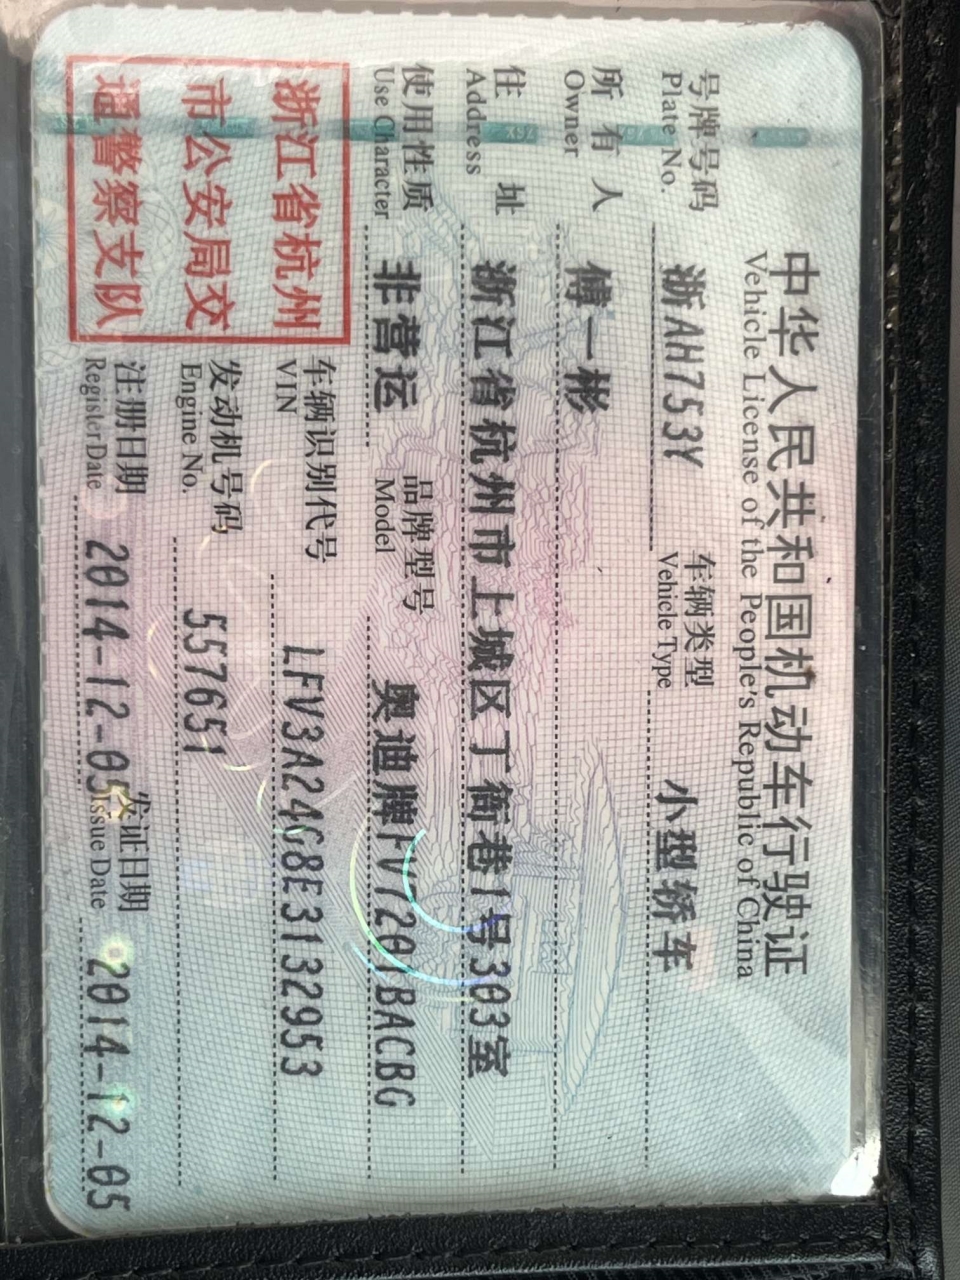 中华人民共和国机动车行驶证
Vehicle License of the People's Republic of China
号牌号码 浙AH753Y 车辆类型 小型轿车
Plate No. Vehicle Type
所有人 傅一彬
Owner
住址 浙江省杭州市上城区丁衙巷1号303室
Address
使用性质 非营运 品牌型号 奥迪牌FV7201BACBG
Use Character Model
浙江省杭州
市公安局交
通警察支队
车辆识别代号 LFV3A24G8E3132953
VIN
发动机号码 557651
Engine No.
注册日期 2014-12-05 发证日期 2014-12-05
Register Date Issue Date